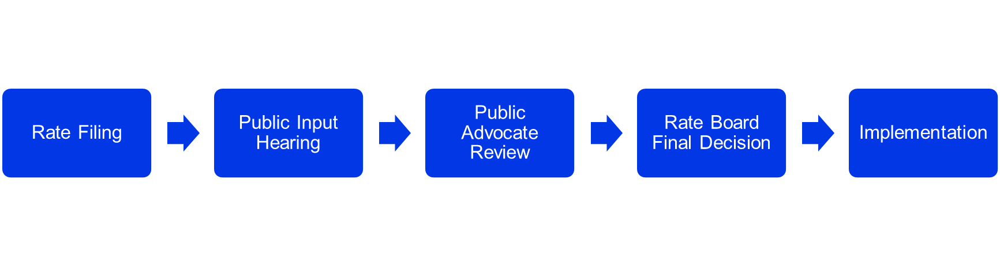 Rate Filing
Public Input
Hearing
Public
Advocate
Review
Rate Board
Final Decision
Implementation